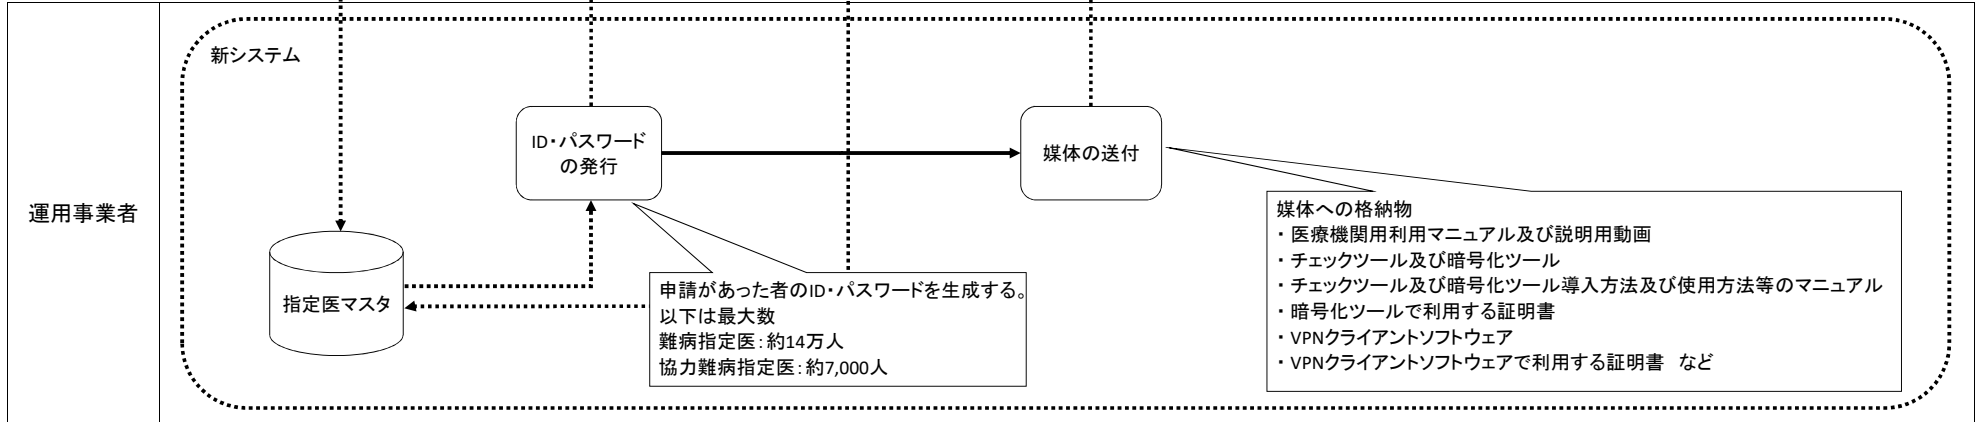 運用事業者
新システム
ID・パスワード
の発行
媒体の送付
指定医マスタ
申請があった者のID・パスワードを生成する。
以下は最大数
難病指定医:約14万人
協力難病指定医:約7,000人
媒体への格納物
・医療機関用利用マニュアル及び説明用動画
・チェックツール及び暗号化ツール
・チェックツール及び暗号化ツール導入方法及び使用方法等のマニュアル
・暗号化ツールで利用する証明書
・VPNクライアントソフトウェア
・VPNクライアントソフトウェアで利用する証明書　など